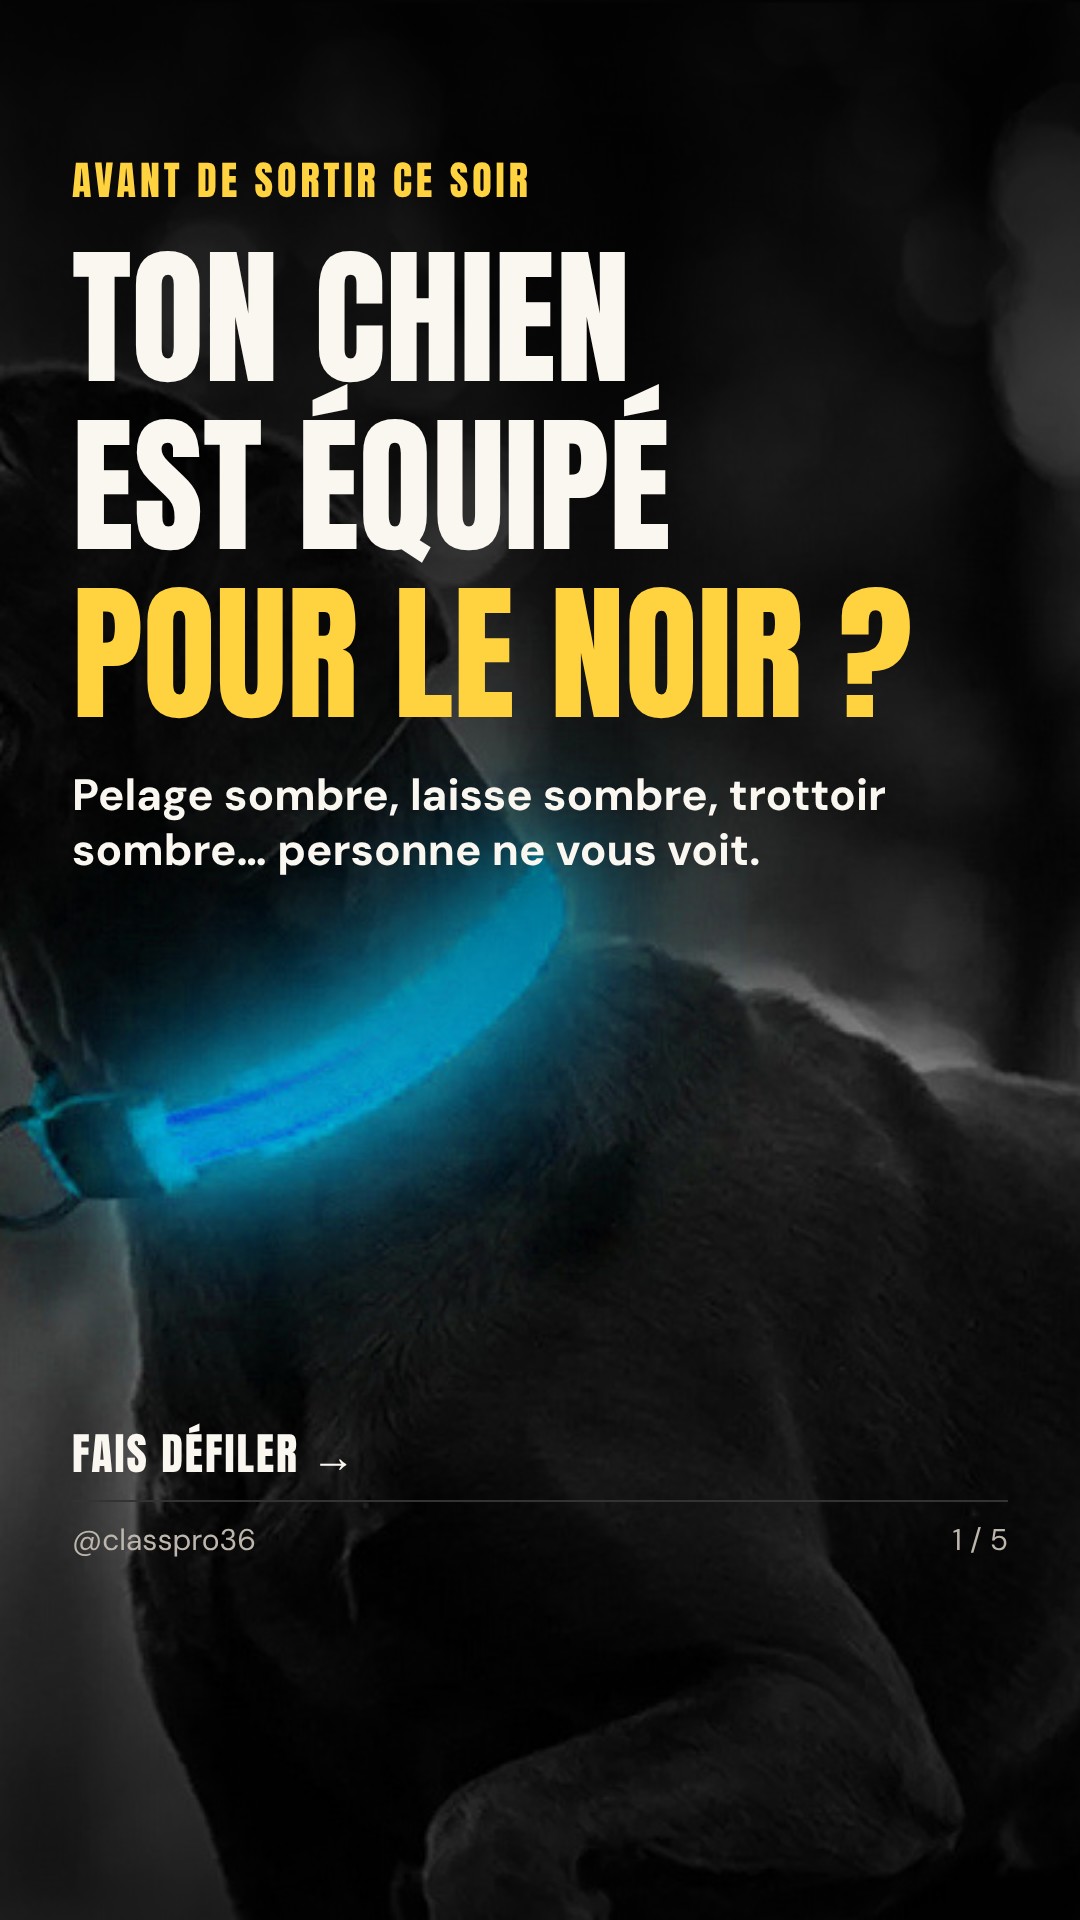 AVANT DE SORTIR CE SOIR
TON CHIEN
EST ÉQUIPÉ
POUR LE NOIR ?
Pelage sombre, laisse sombre, trottoir
sombre... personne ne vous voit.
FAIS DÉFILER →
@classpro36
1 / 5